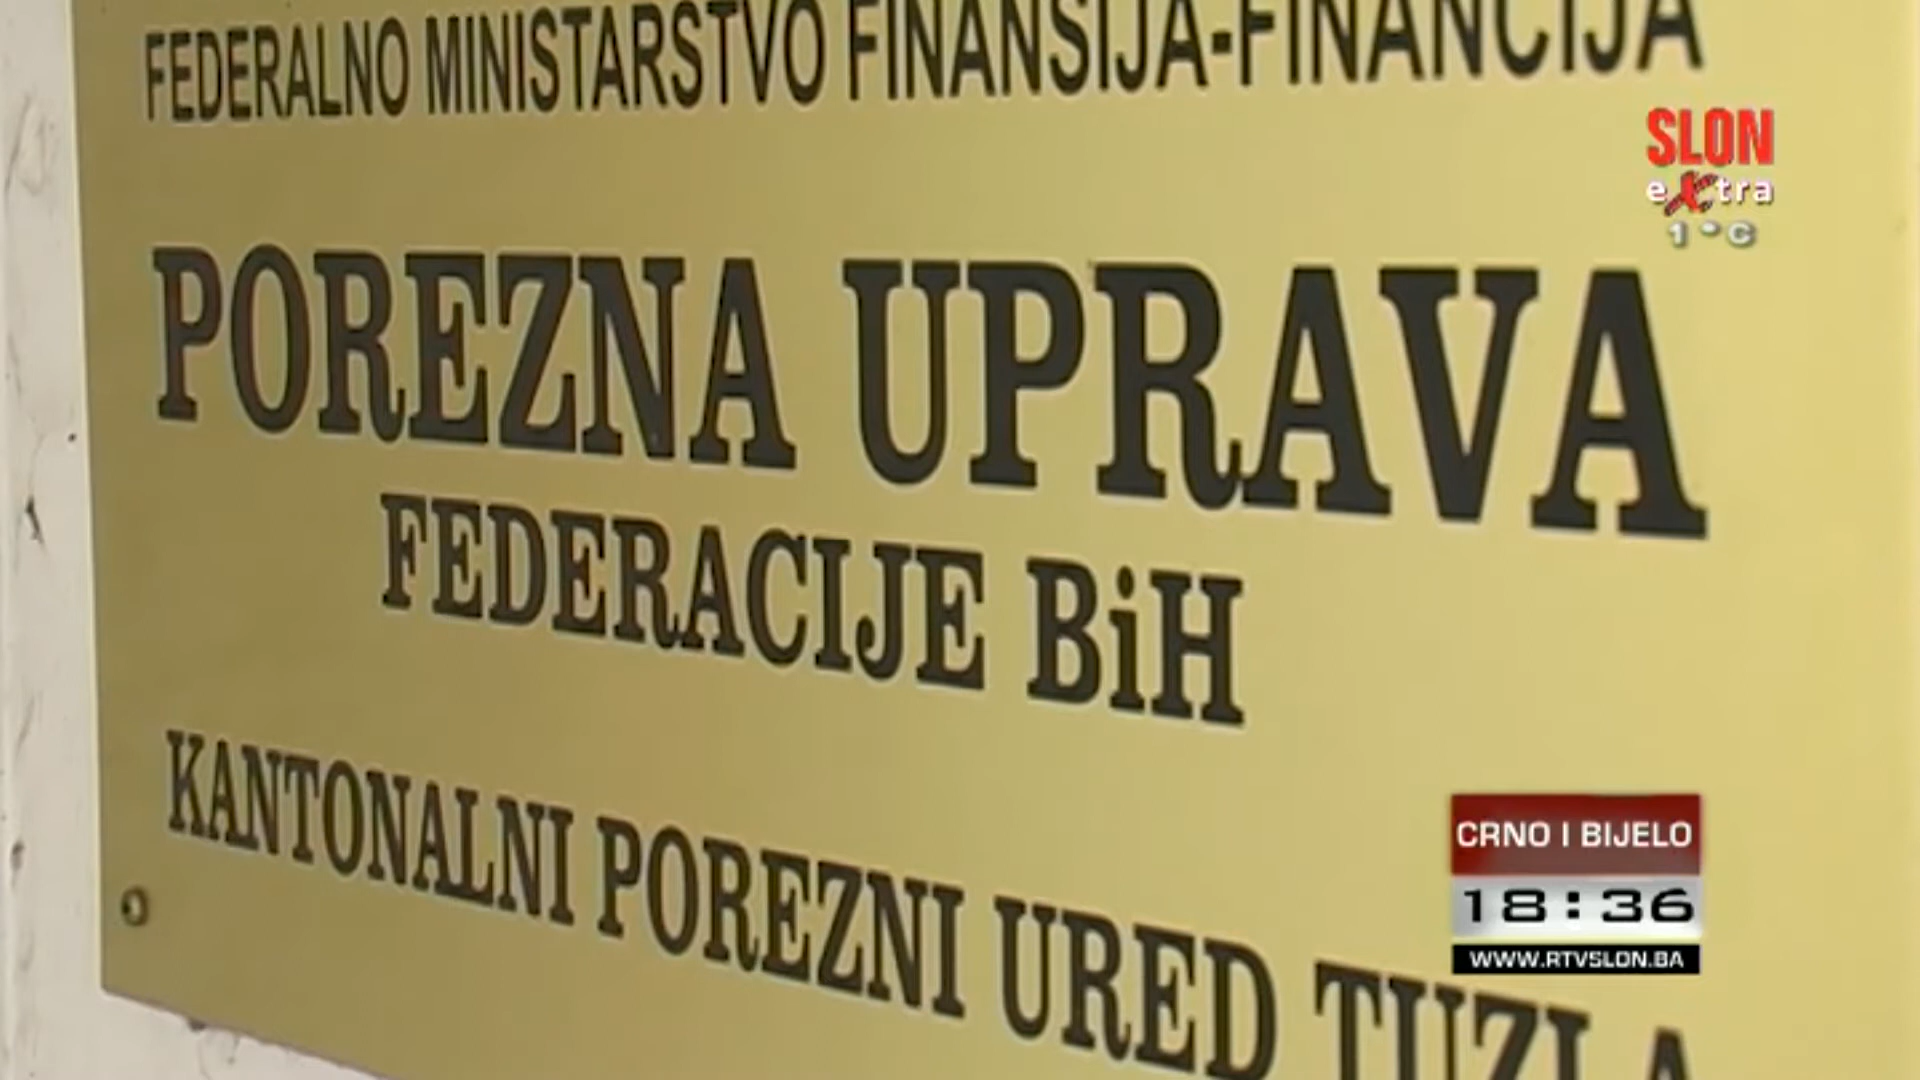 FEDERALNO MINISTARSTVO FINANSIJA-FINANCIJA
SLON
extra
1°C
POREZNA UPRAVA
FEDERACIJE BiH
KANTONALNI POREZNI URED TUZLA
CRNO I BIJELO
18:36
WWW.RTVSLON.BA